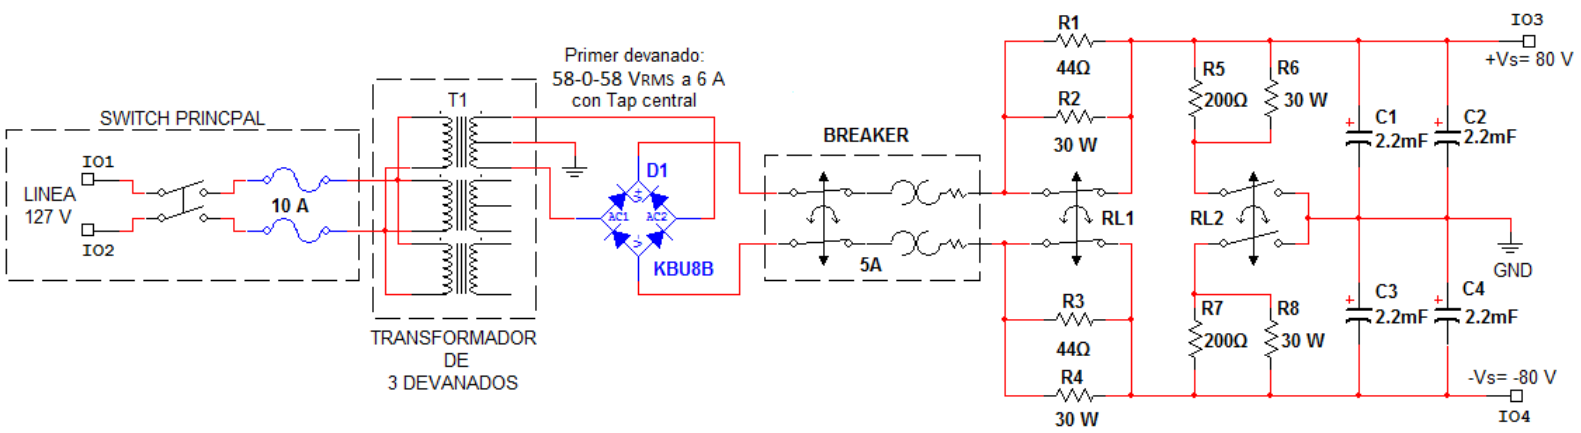 SWITCH PRINCPAL
IO1
LINEA
127 V
IO2
10 A
T1
TRANSFORMADOR
DE
3 DEVANADOS
Primer devanado:
58-0-58 VRMS a 6 A
con Tap central
D1
+
AC1
AC2
V-
KBU8B
BREAKER
5A
R1
44Ω
R2
30 W
RL1
R3
44Ω
R4
30 W
R5
200Ω
R6
30 W
RL2
R7
200Ω
R8
30 W
+
C1
2.2mF
+
C2
2.2mF
+
C3
2.2mF
+
C4
2.2mF
IO3
+Vs= 80 V
GND
-Vs= -80 V
IO4